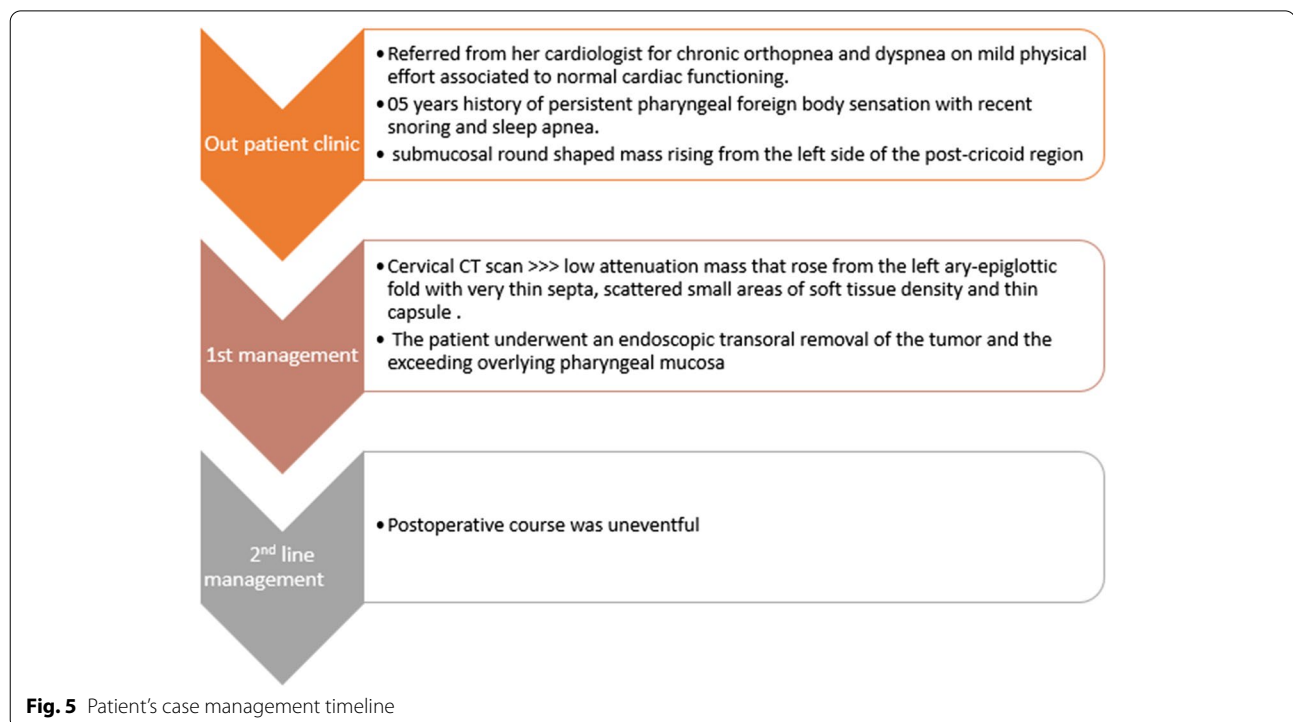 Out patient clinic
•Referred from her cardiologist for chronic orthopnea and dyspnea on mild physical
effort associated to normal cardiac functioning.
•05 years history of persistent pharyngeal foreign body sensation with recent
snoring and sleep apnea.
• submucosal round shaped mass rising from the left side of the post-cricoid region
1st management
•Cervical CT scan >>> low attenuation mass that rose from the left ary-epiglottic
fold with very thin septa, scattered small areas of soft tissue density and thin
capsule .
• The patient underwent an endoscopic transoral removal of the tumor and the
exceeding overlying pharyngeal mucosa
2nd line
management
•Postoperative course was uneventful
Fig. 5 Patient's case management timeline